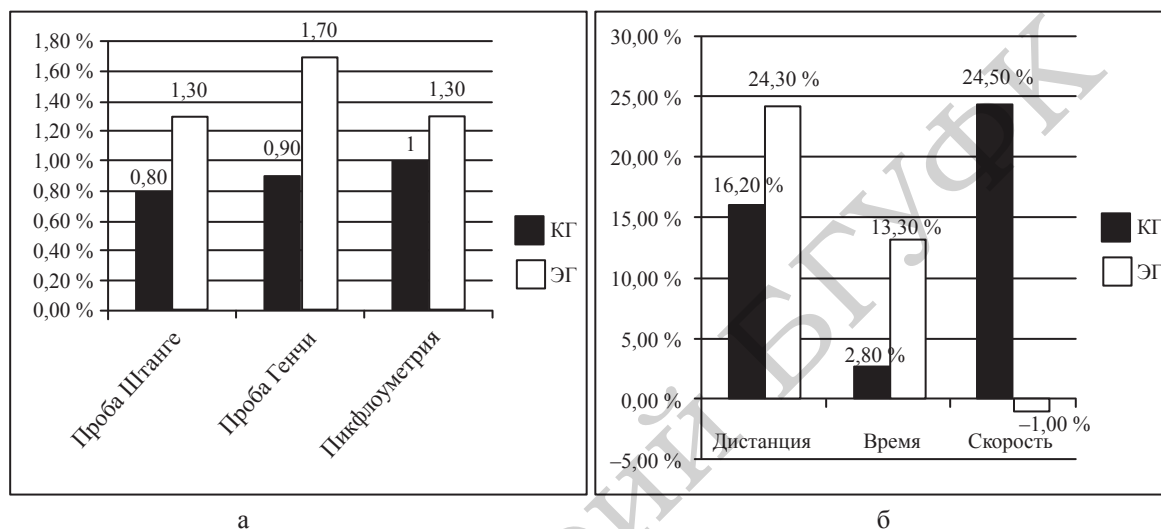 1,80 %
1,60 %
1,40 %
1,20 %
1,00 %
0,80 %
0,60 %
0,40 %
0,20 %
0,00 %
0,80
1,30
0,90
1,70
1
1,30
Проба Штанге
Проба Генчи
Пикфлоуметрия
КГ
ЭГ
а
30,00 %
25,00 %
20,00 %
15,00 %
10,00 %
5,00 %
0,00 %
–5,00 %
16,20 %
24,30 %
2,80 %
13,30 %
24,50 %
–1,00 %
Дистанция Время Скорость
КГ
ЭГ
б
БГУФК